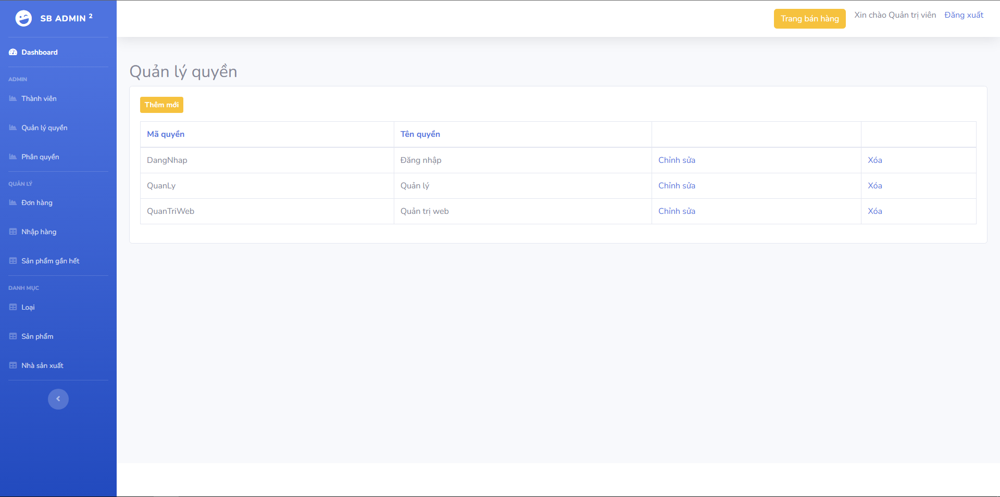 SB ADMIN 2
Trang bán hàng Xin chào Quản trị viên Đăng xuất
Dashboard
ADMIN
Thành viên
Quản lý quyền
Phân quyền
QUẢN LÝ
Đơn hàng
Nhập hàng
Sản phẩm gần hết
DANH MỤC
Loại
Sản phẩm
Nhà sản xuất
Quản lý quyền
Thêm mới
Mã quyền Tên quyền
DangNhap Đăng nhập Chỉnh sửa Xóa
QuanLy Quản lý Chỉnh sửa Xóa
QuanTriWeb Quản trị web Chỉnh sửa Xóa